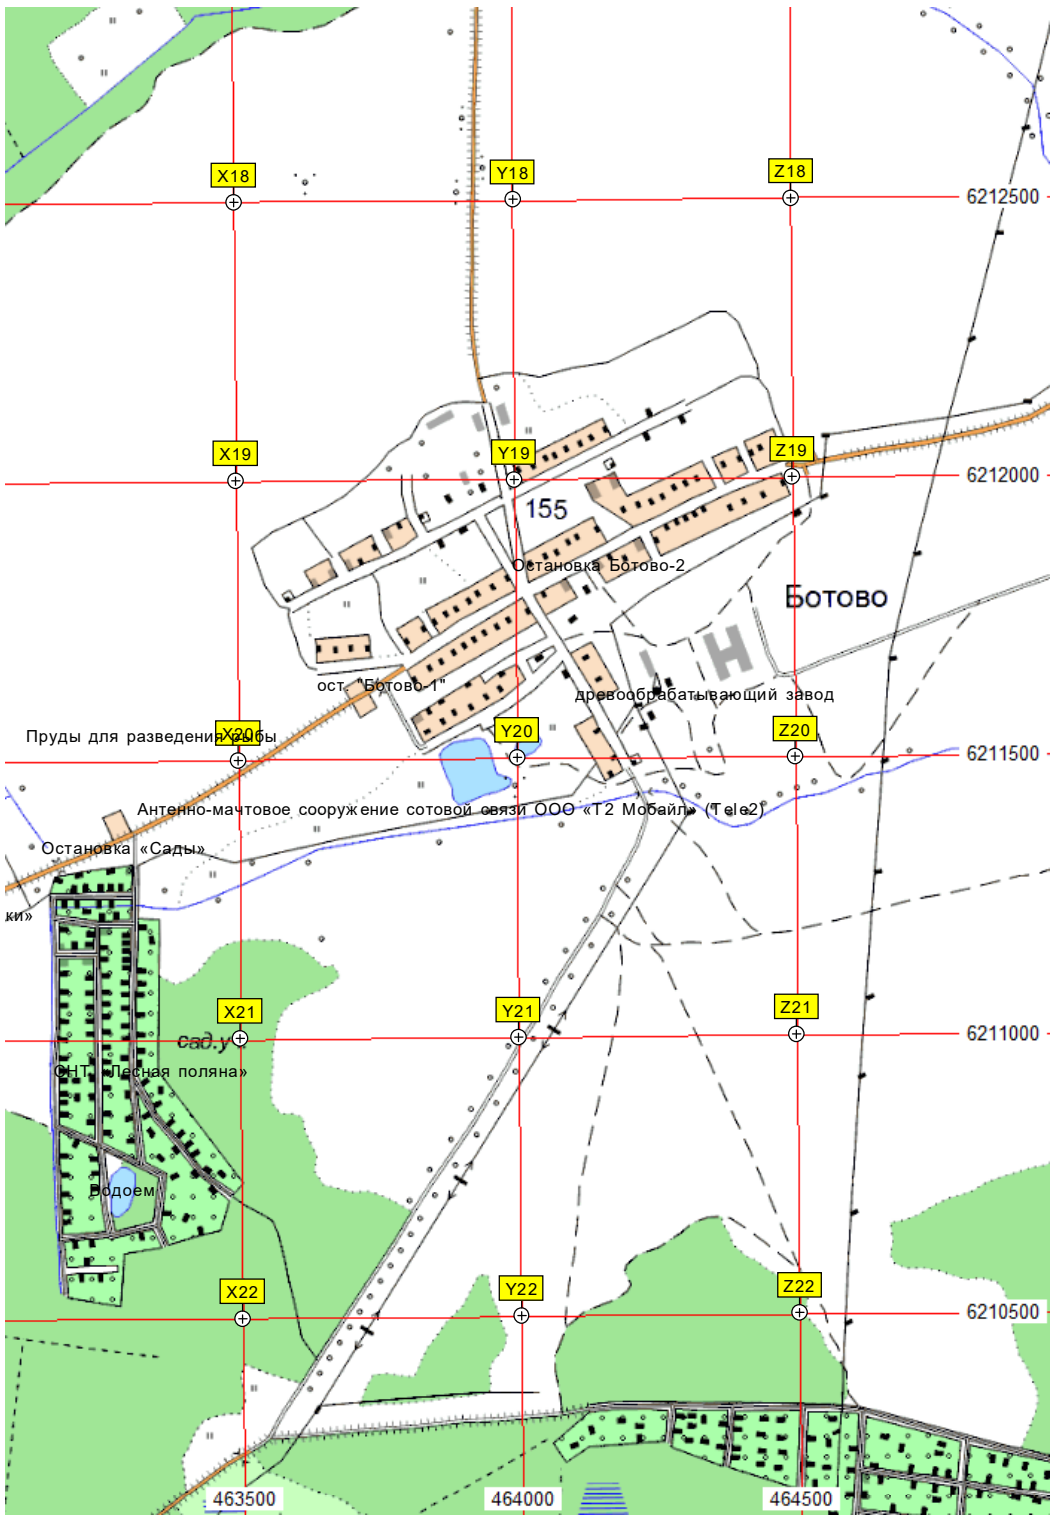 X18
Y18
Z18
6212500
X19
Y19
Z19
6212000
155
Остановка Ботово-2
Ботово
ост. "Ботово-1"
древообрабатывающий завод
Пруды для разведения рыбы
X20
Y20
Z20
6211500
Антенно-мачтовое сооружение сотовой связи ООО «Т2 Мобайл» (Tele2)
Остановка «Сады»
ки»
X21
Y21
Z21
6211000
сад.у
СНТ «Лесная поляна»
Водоем
X22
Y22
Z22
6210500
463500
464000
464500